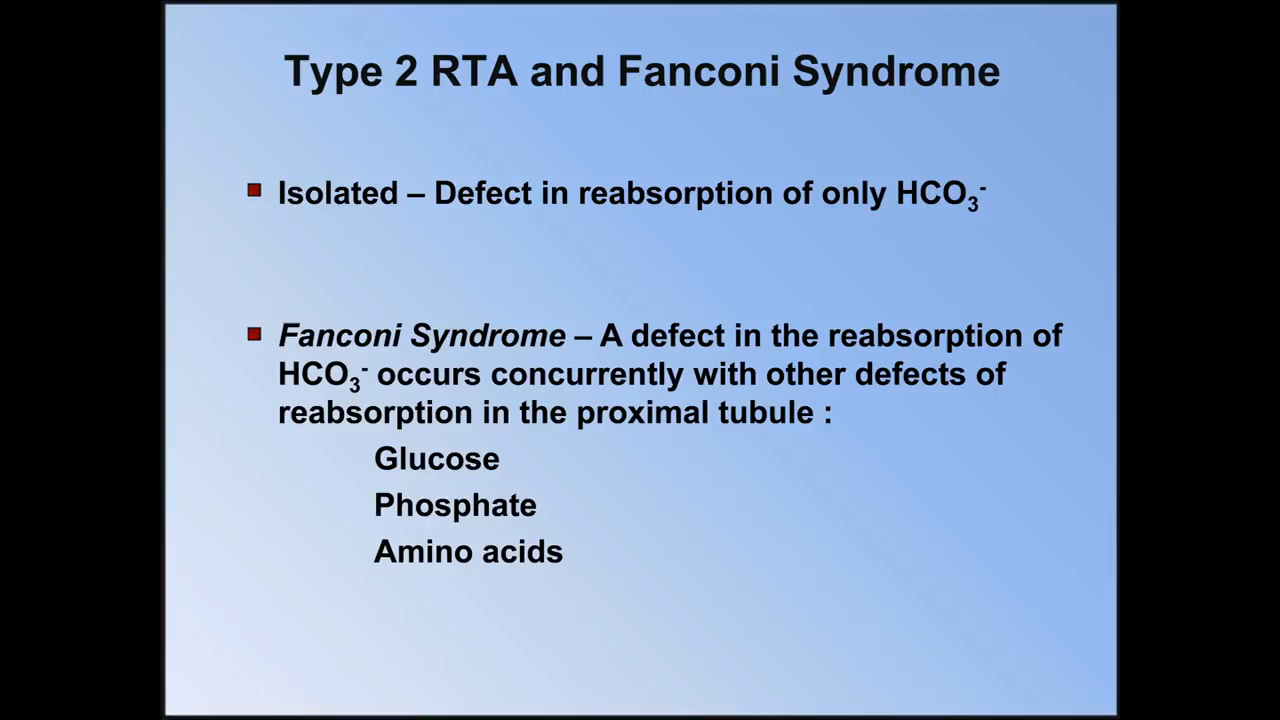 Type 2 RTA and Fanconi Syndrome
Isolated – Defect in reabsorption of only HCO₃⁻
Fanconi Syndrome – A defect in the reabsorption of
HCO₃⁻ occurs concurrently with other defects of
reabsorption in the proximal tubule :
Glucose
Phosphate
Amino acids